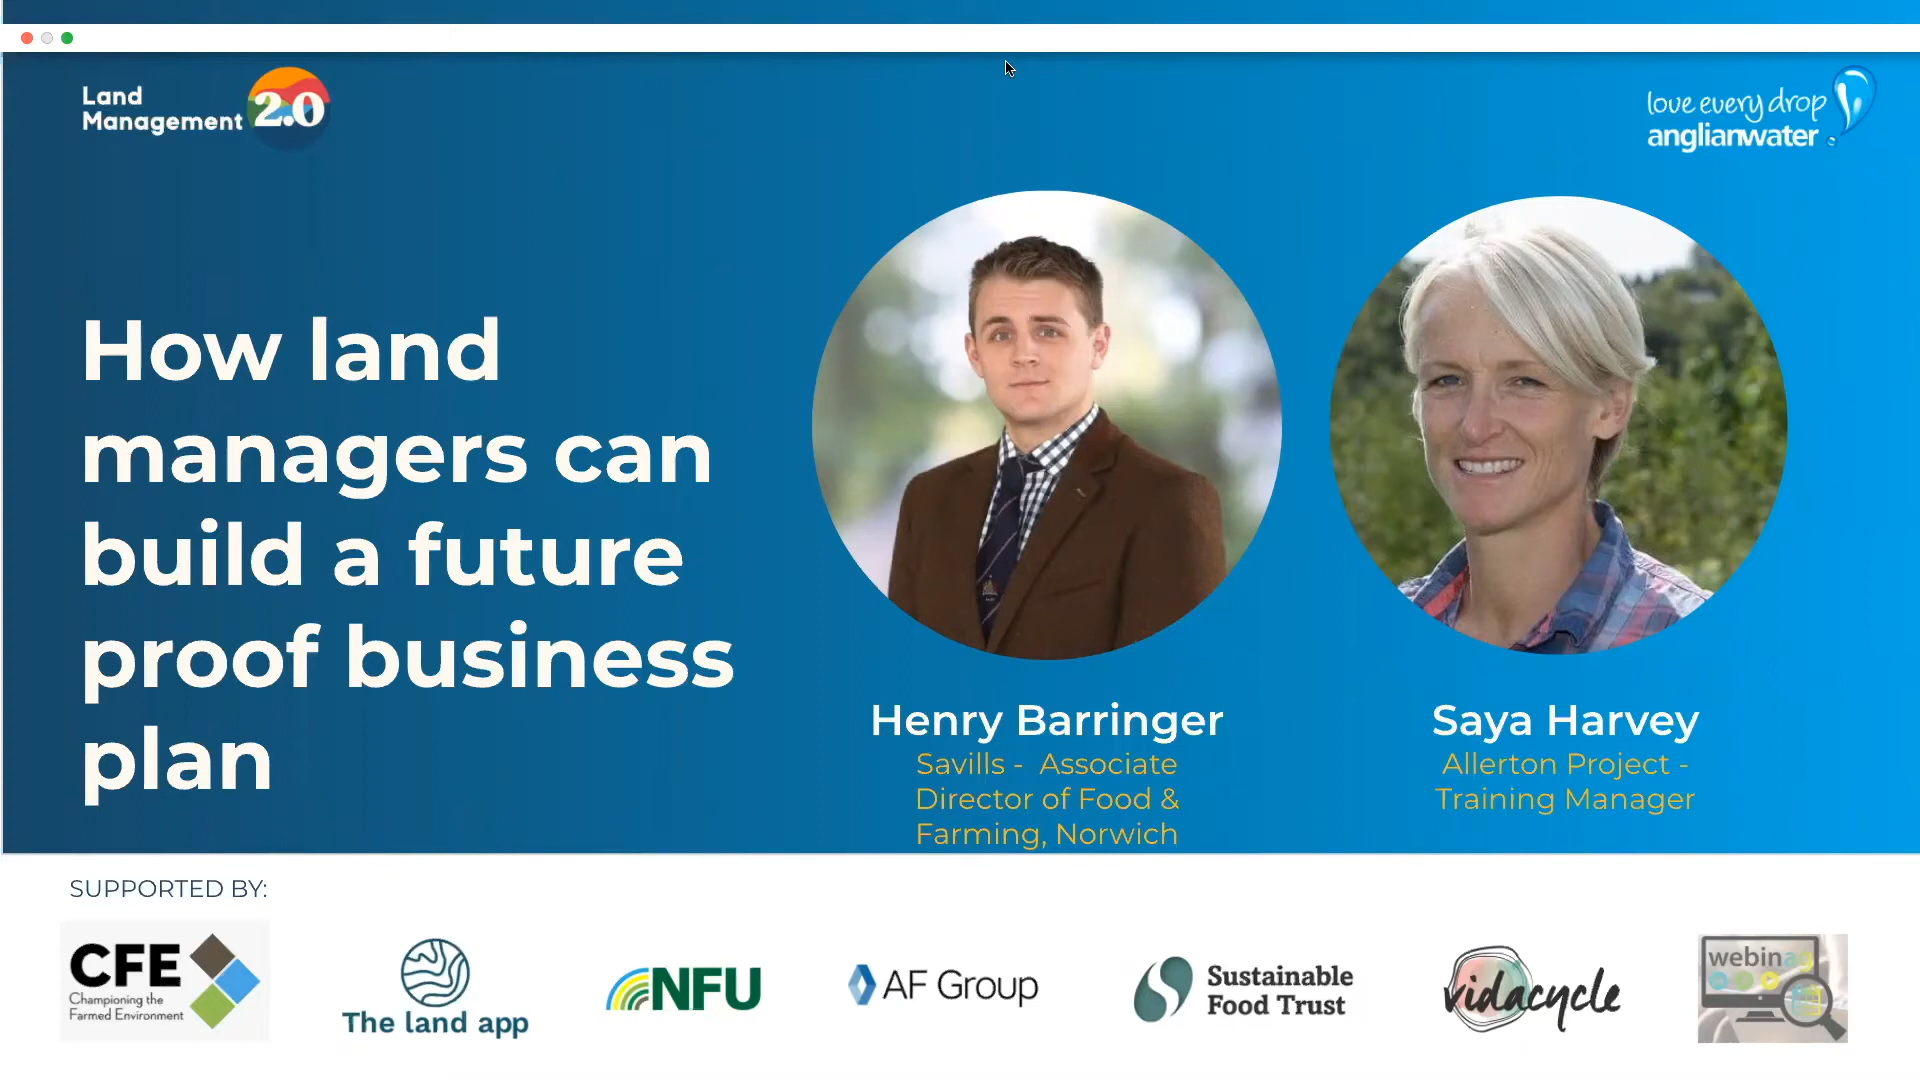 Land
Management
2.0
love every drop
anglianwater
How land
managers can
build a future
proof business
plan
Henry Barringer
Savills - Associate
Director of Food &
Farming, Norwich
Saya Harvey
Allerton Project -
Training Manager
SUPPORTED BY:
CFE
Championing the
Farmed Environment
The land app
NFU
AF Group
Sustainable
Food Trust
vidacycle
webinar